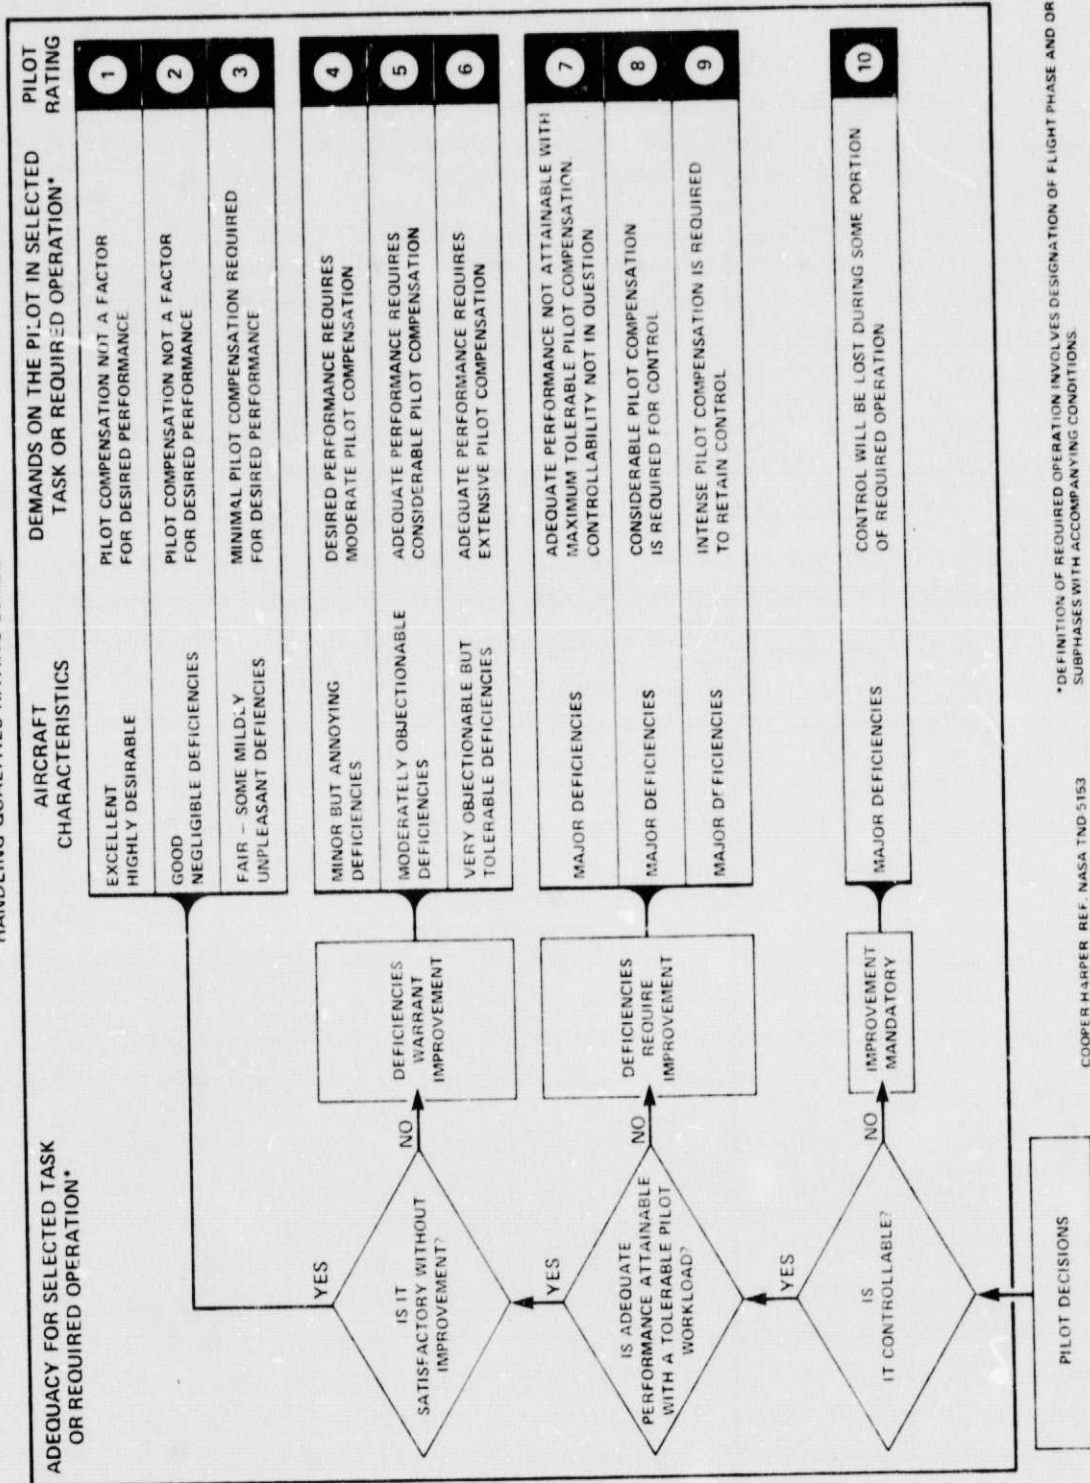 ADEQUACY FOR SELECTED TASK
OR REQUIRED OPERATION*
AIRCRAFT
CHARACTERISTICS
DEMANDS ON THE PILOT IN SELECTED
TASK OR REQUIRED OPERATION*
PILOT
RATING
EXCELLENT
HIGHLY DESIRABLE
PILOT COMPENSATION NOT A FACTOR
FOR DESIRED PERFORMANCE
1
GOOD
NEGLIGIBLE DEFICIENCIES
PILOT COMPENSATION NOT A FACTOR
FOR DESIRED PERFORMANCE
2
FAIR – SOME MILDLY
UNPLEASANT DEFIENCIES
MINIMAL PILOT COMPENSATION REQUIRED
FOR DESIRED PERFORMANCE
3
YES
IS IT
SATISFACTORY WITHOUT
IMPROVEMENT?
NO
DEFICIENCIES
WARRANT
IMPROVEMENT
MINOR BUT ANNOYING
DEFICIENCIES
DESIRED PERFORMANCE REQUIRES
MODERATE PILOT COMPENSATION
4
MODERATELY OBJECTIONABLE
DEFICIENCIES
ADEQUATE PERFORMANCE REQUIRES
CONSIDERABLE PILOT COMPENSATION
5
VERY OBJECTIONABLE BUT
TOLERABLE DEFICIENCIES
ADEQUATE PERFORMANCE REQUIRES
EXTENSIVE PILOT COMPENSATION
6
YES
IS ADEQUATE
PERFORMANCE ATTAINABLE
WITH A TOLERABLE PILOT
WORKLOAD?
NO
DEFICIENCIES
REQUIRE
IMPROVEMENT
MAJOR DEFICIENCIES
ADEQUATE PERFORMANCE NOT ATTAINABLE WITH
MAXIMUM TOLERABLE PILOT COMPENSATION.
CONTROLLABILITY NOT IN QUESTION
7
MAJOR DEFICIENCIES
CONSIDERABLE PILOT COMPENSATION
IS REQUIRED FOR CONTROL
8
MAJOR DEFICIENCIES
INTENSE PILOT COMPENSATION IS REQUIRED
TO RETAIN CONTROL
9
YES
IS
IT CONTROLLABLE?
NO
IMPROVEMENT
MANDATORY
MAJOR DEFICIENCIES
CONTROL WILL BE LOST DURING SOME PORTION
OF REQUIRED OPERATION
10
PILOT DECISIONS
COOPER HARPER REF. NASA TND-5153
*DEFINITION OF REQUIRED OPERATION INVOLVES DESIGNATION OF FLIGHT PHASE AND OR
SUBPHASES WITH ACCOMPANYING CONDITIONS.